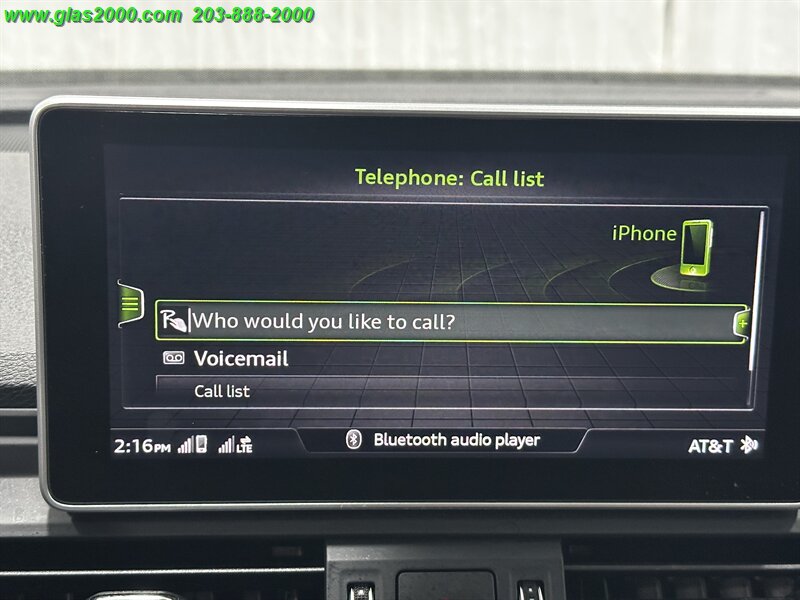 www.glas2000.com 203-888-2000
Telephone: Call list
iPhone
Who would you like to call?
Voicemail
Call list
2:16PM LTE Bluetooth audio player AT&T